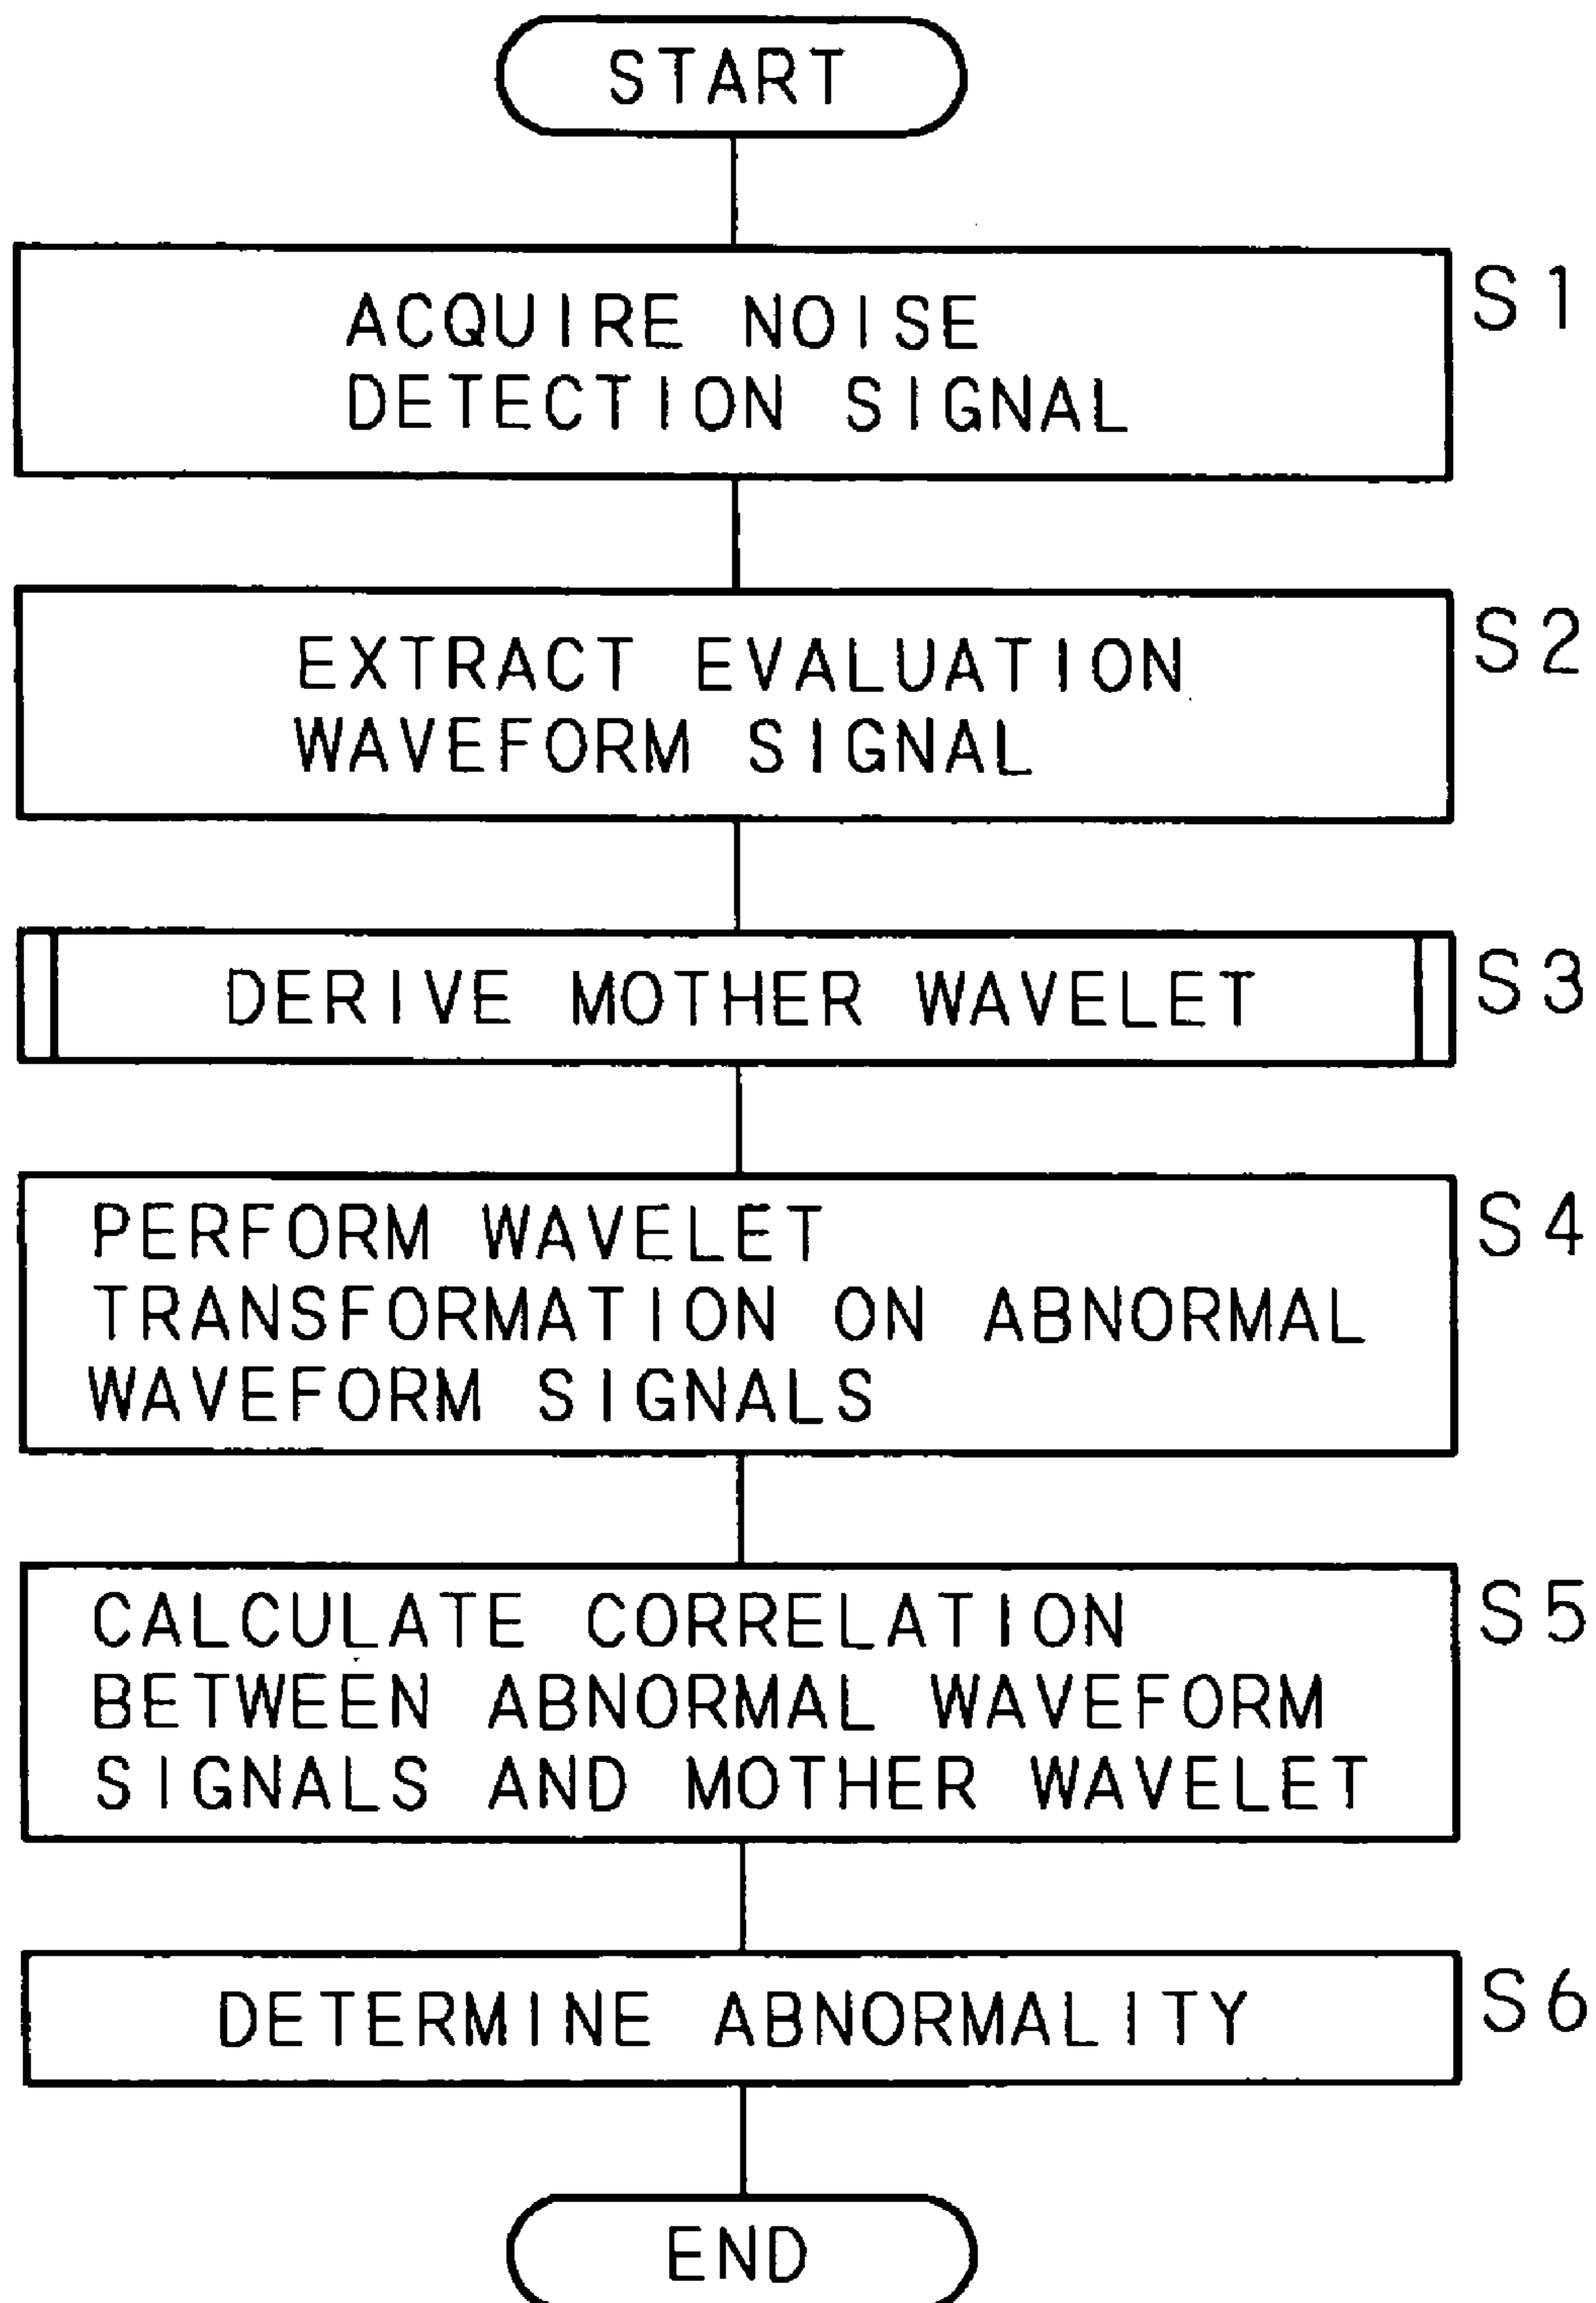 START
ACQUIRE NOISE
DETECTION SIGNAL
S1
EXTRACT EVALUATION
WAVEFORM SIGNAL
S2
DERIVE MOTHER WAVELET
S3
PERFORM WAVELET
TRANSFORMATION ON ABNORMAL
WAVEFORM SIGNALS
S4
CALCULATE CORRELATION
BETWEEN ABNORMAL WAVEFORM
SIGNALS AND MOTHER WAVELET
S5
DETERMINE ABNORMALITY
S6
END